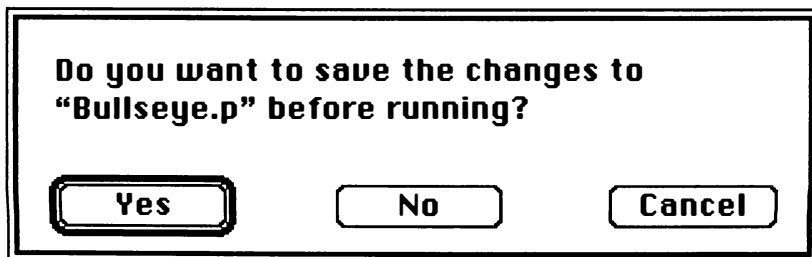 Do you want to save the changes to
“Bullseye.p” before running?
Yes No Cancel